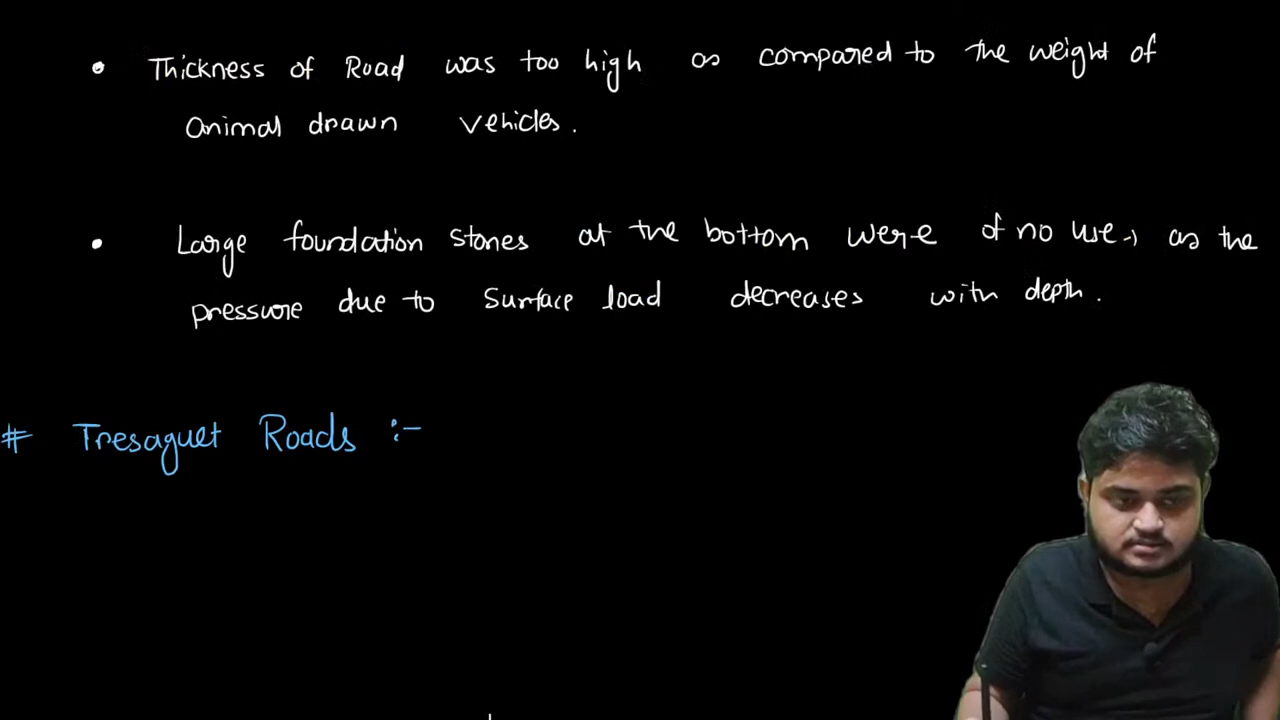 • Thickness of Road was too high as compared to the weight of
Animal drawn vehicles.
• Large foundation stones at the bottom were of no use, as the
pressure due to surface load decreases with depth.
# Tresaguet Roads :-